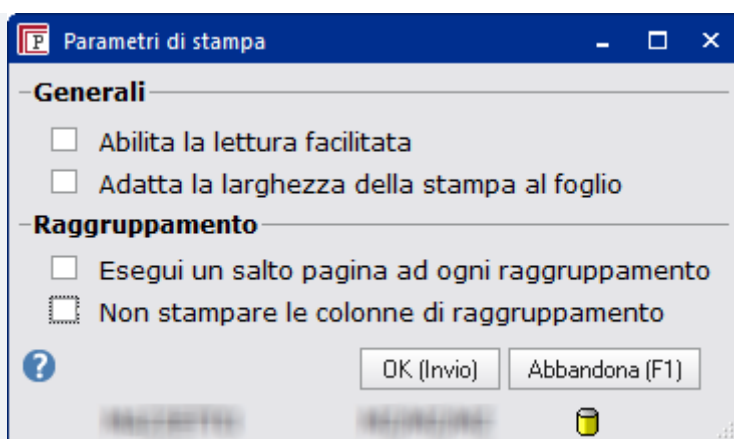 P Parametri di stampa
Generali
Abilita la lettura facilitata
Adatta la larghezza della stampa al foglio
Raggruppamento
Esegui un salto pagina ad ogni raggruppamento
Non stampare le colonne di raggruppamento
? OK (Invio) Abbandona (F1)